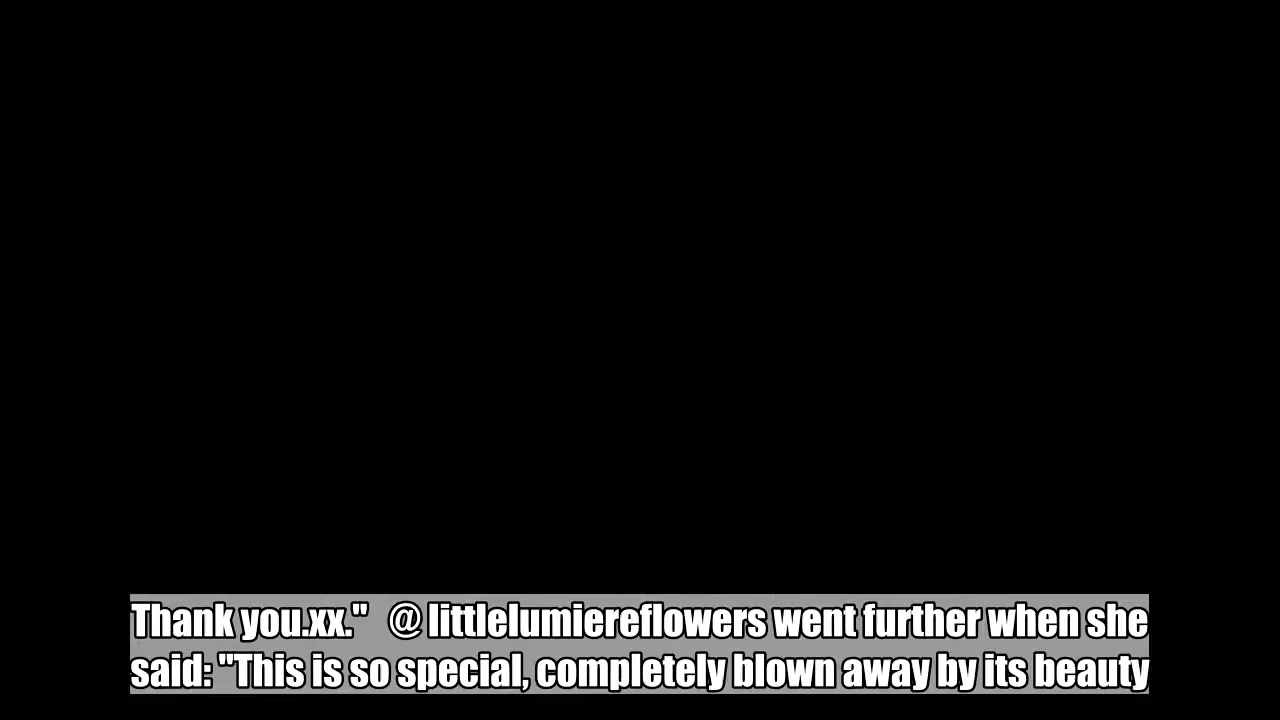 Thank you.xx."   @littlelumiereflowers went further when she
said: "This is so special, completely blown away by its beauty